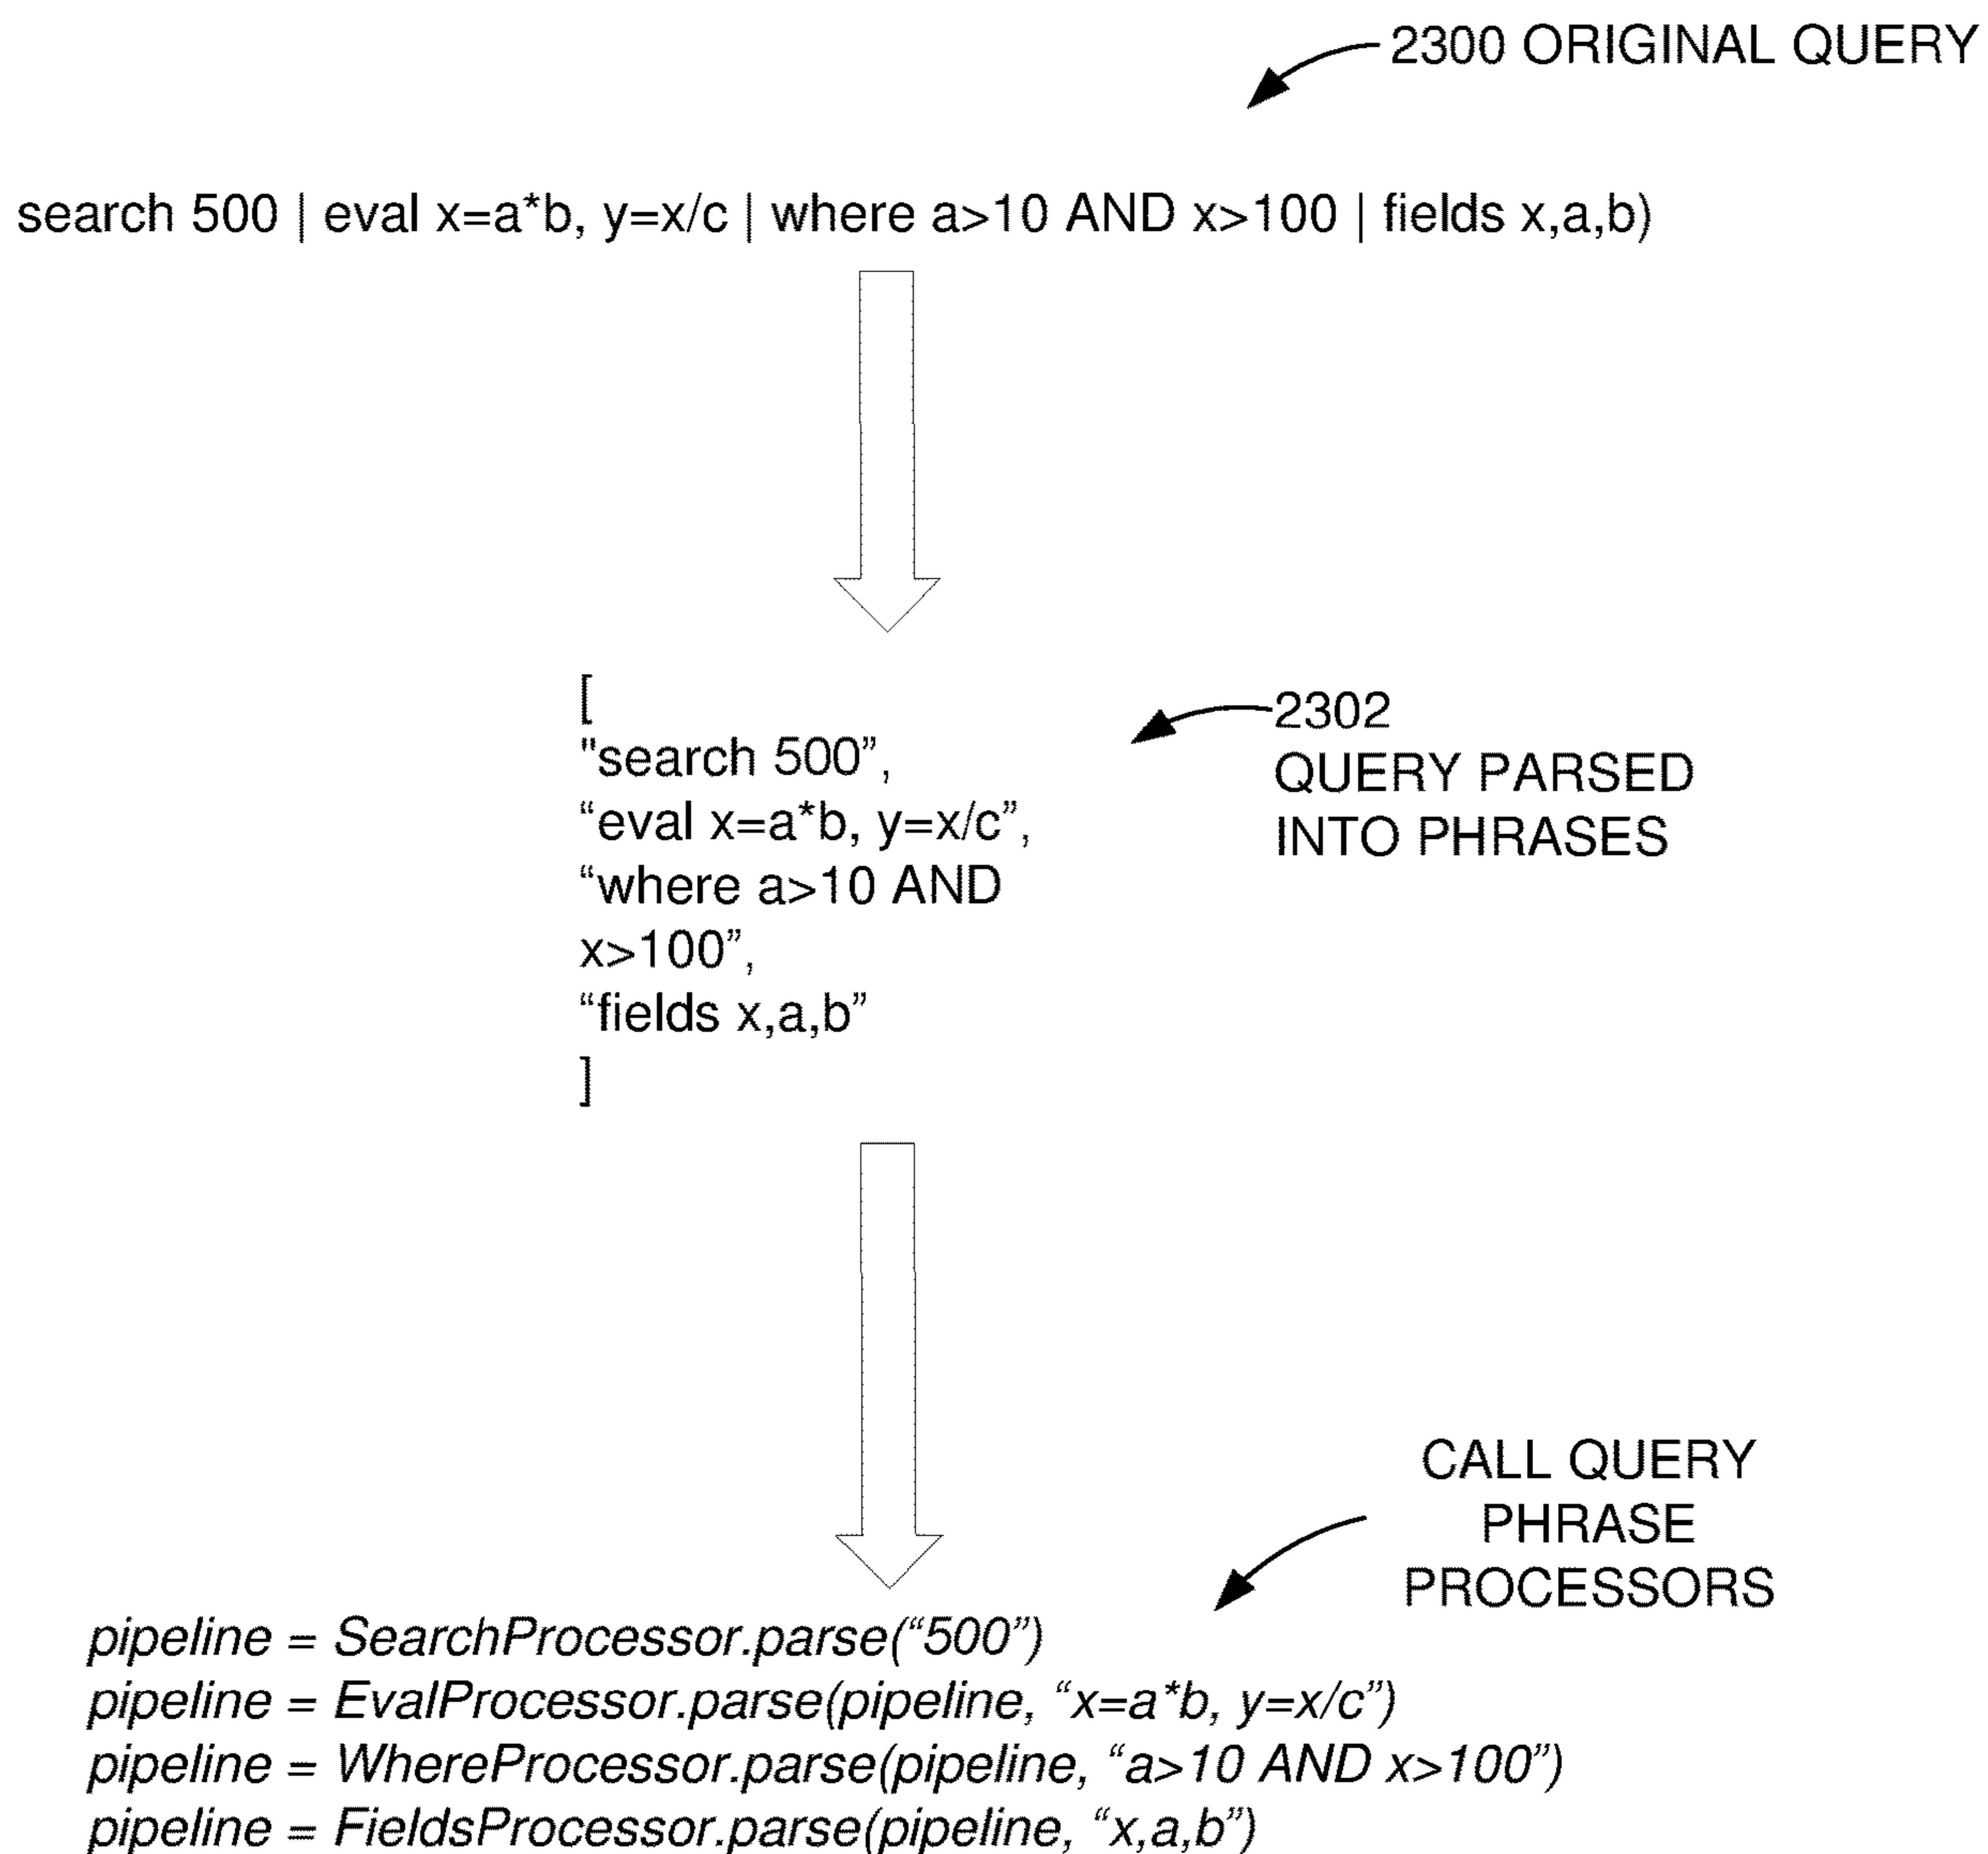 2300 ORIGINAL QUERY
search 500 | eval x=a*b, y=x/c | where a>10 AND x>100 | fields x,a,b)
[
"search 500”,
“eval x=a*b, y=x/c”,
“where a>10 AND
x>100”,
“fields x,a,b”
]
2302
QUERY PARSED
INTO PHRASES
CALL QUERY
PHRASE
PROCESSORS
pipeline = SearchProcessor.parse(“500”)
pipeline = EvalProcessor.parse(pipeline, “x=a*b, y=x/c”)
pipeline = WhereProcessor.parse(pipeline, “a>10 AND x>100”)
pipeline = FieldsProcessor.parse(pipeline, “x,a,b”)